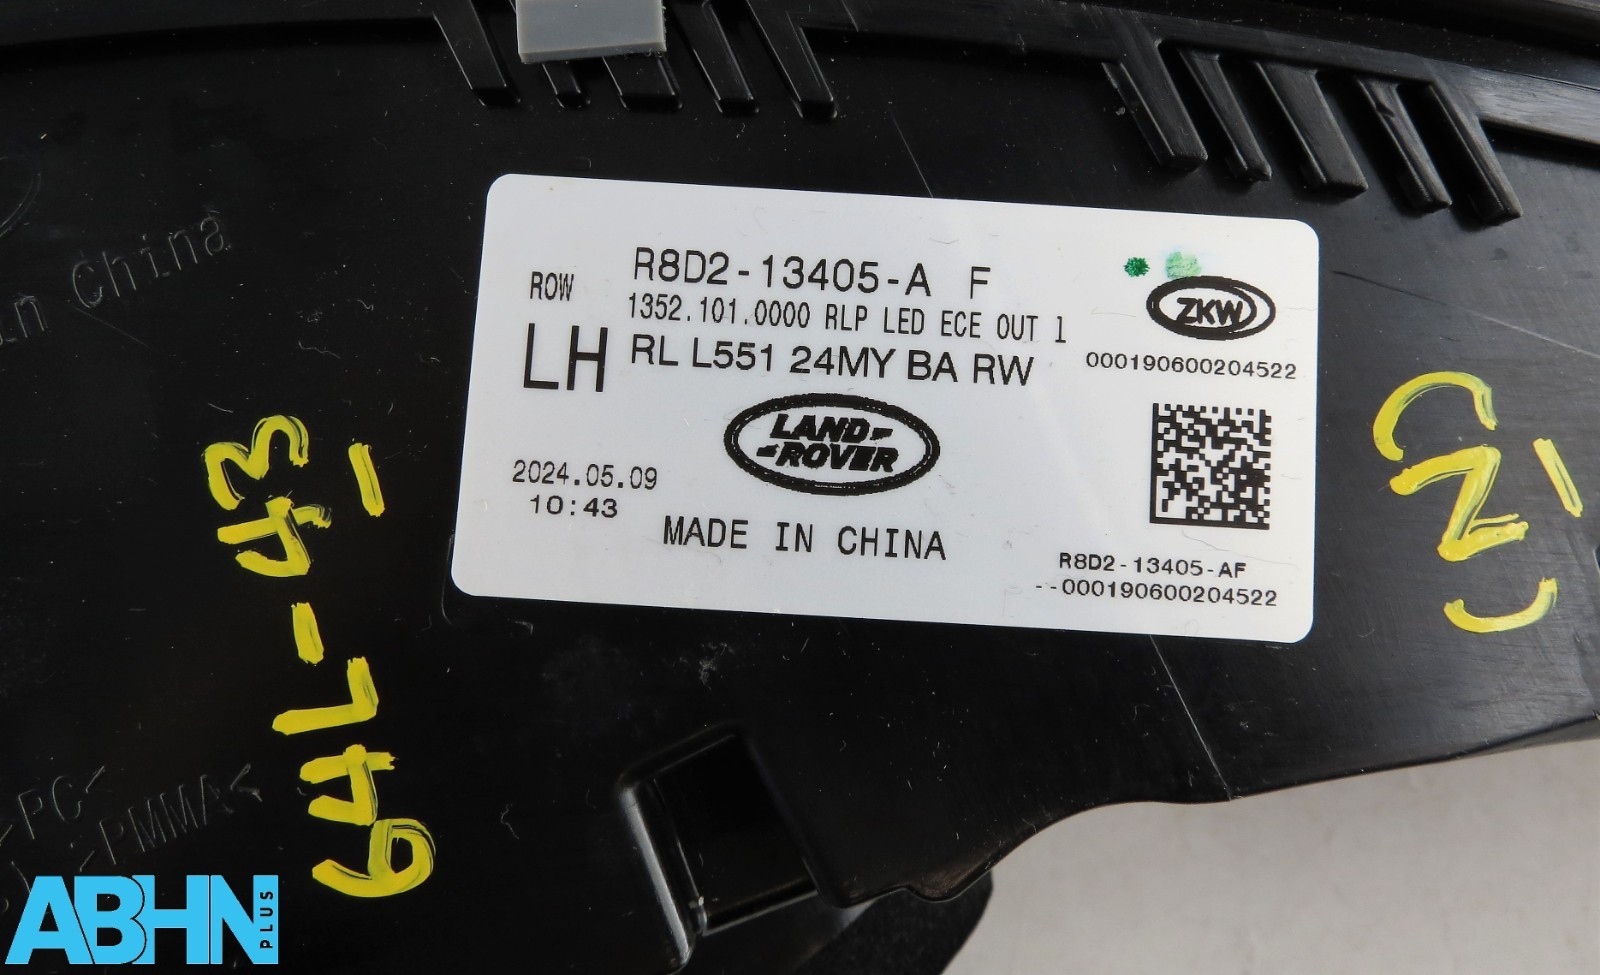 R8D2-13405-A F
ROW
1352.101.0000 RLP LED ECE OUT 1
LH
RL L551 24MY BA RW
ZKW
000190600204522
LAND-
-ROVER
2024.05.09
10:43
MADE IN CHINA
R8D2-13405-AF
--000190600204522
in China
>PC<
>PMMA<
64L-43
ABHN
PLUS